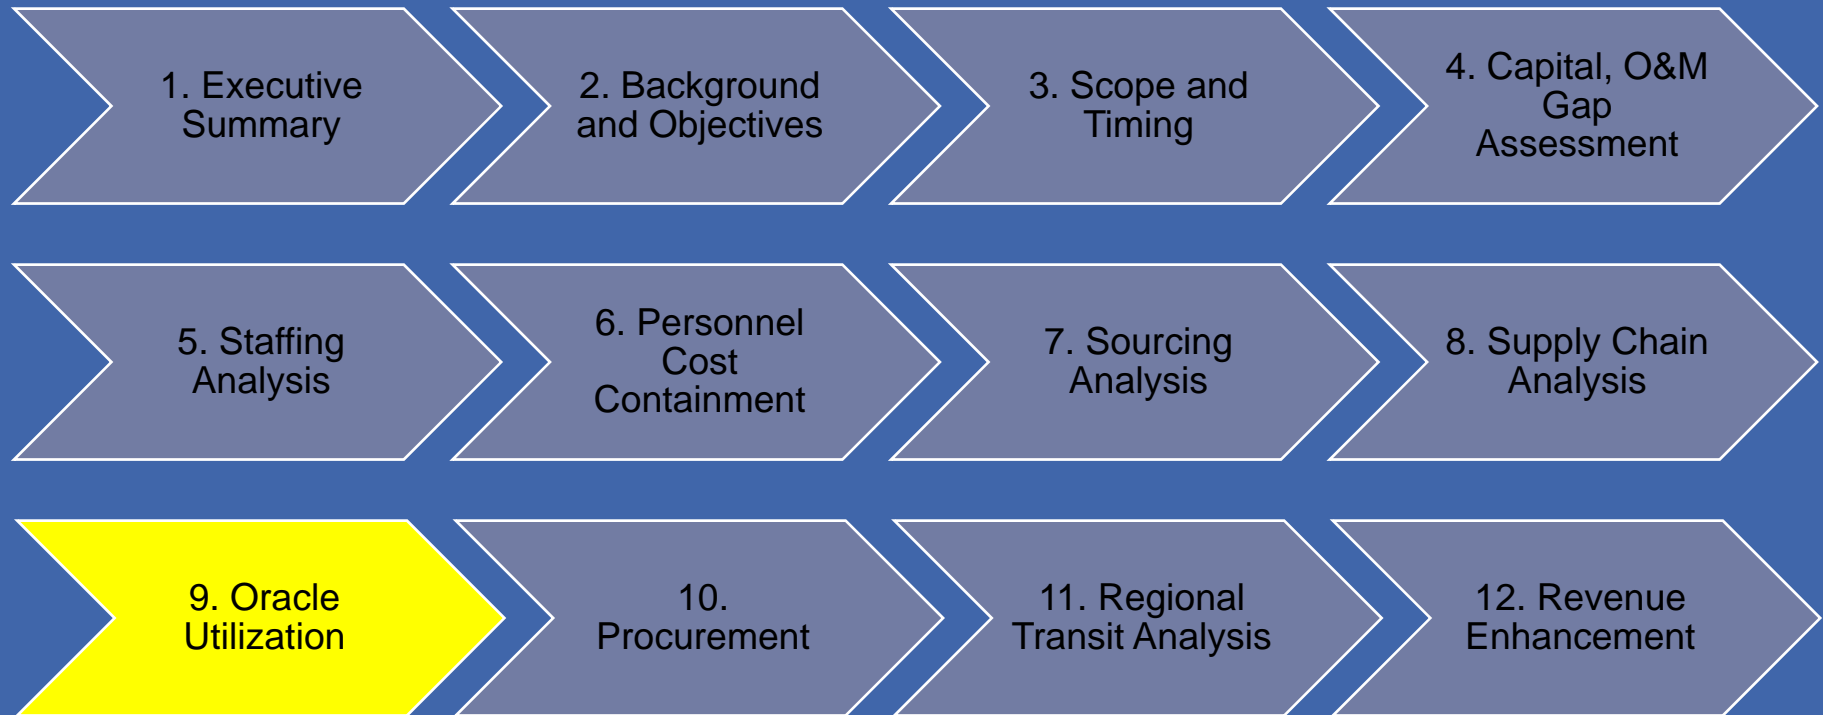 1. Executive
Summary
2. Background
and Objectives
3. Scope and
Timing
4. Capital, O&M
Gap
Assessment
5. Staffing
Analysis
6. Personnel
Cost
Containment
7. Sourcing
Analysis
8. Supply Chain
Analysis
9. Oracle
Utilization
10.
Procurement
11. Regional
Transit Analysis
12. Revenue
Enhancement